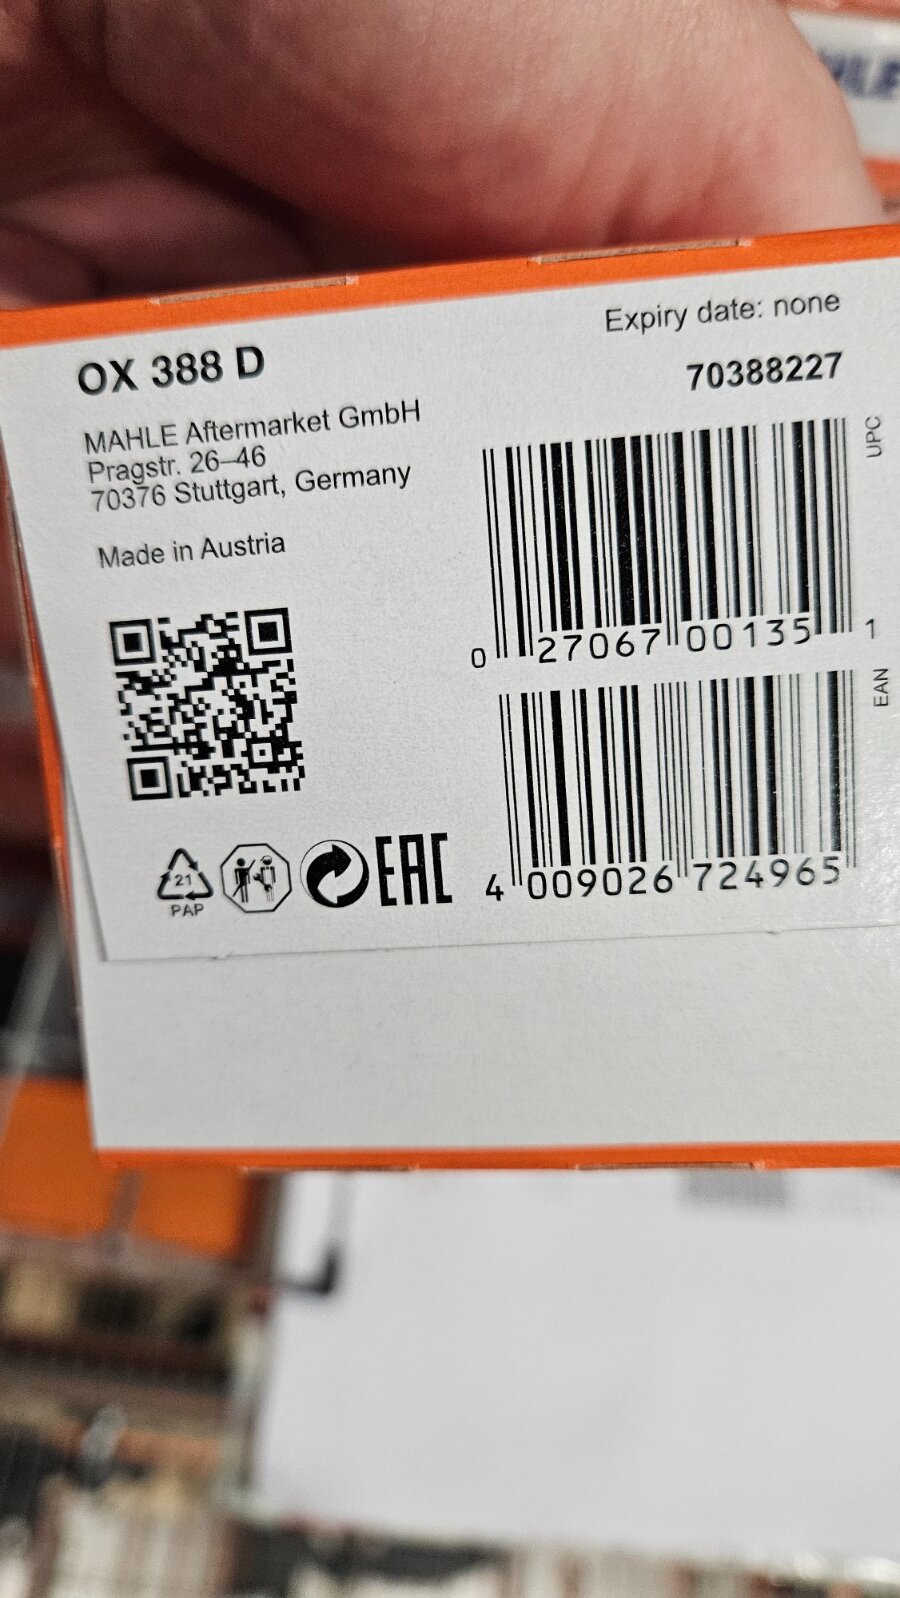 Expiry date: none
OX 388 D
70388227
MAHLE Aftermarket GmbH
Pragstr. 26–46
70376 Stuttgart, Germany
Made in Austria
UPC
0 27067 00135 1
EAN
4 009026 724965
21
PAP
EAC